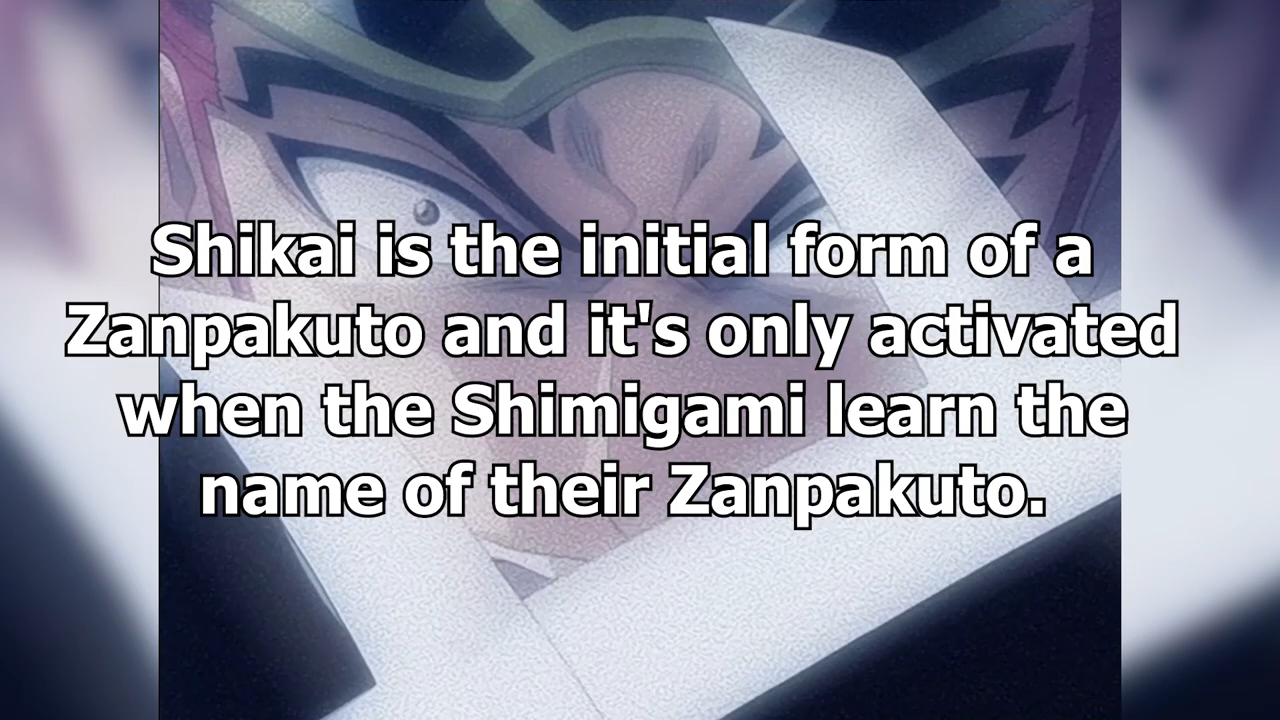 Shikai is the initial form of a
Zanpakuto and it's only activated
when the Shimigami learn the
name of their Zanpakuto.